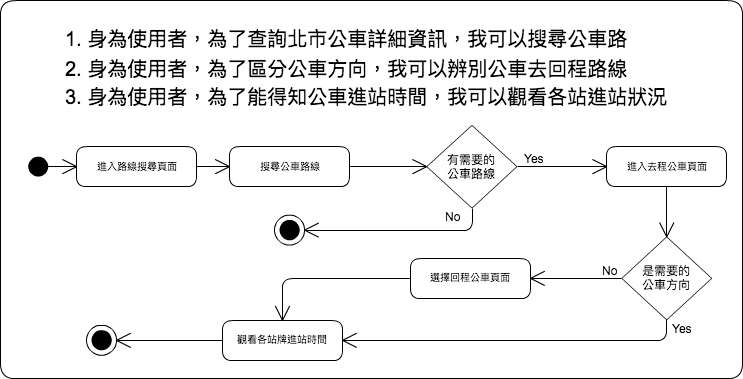 1. 身為使用者，為了查詢北市公車詳細資訊，我可以搜尋公車路
2. 身為使用者，為了區分公車方向，我可以辨別公車去回程路線
3. 身為使用者，為了能得知公車進站時間，我可以觀看各站進站狀況
進入路線搜尋頁面
搜尋公車路線
有需要的
公車路線
Yes
進入去程公車頁面
No
是需要的
公車方向
No
選擇回程公車頁面
Yes
觀看各站牌進站時間